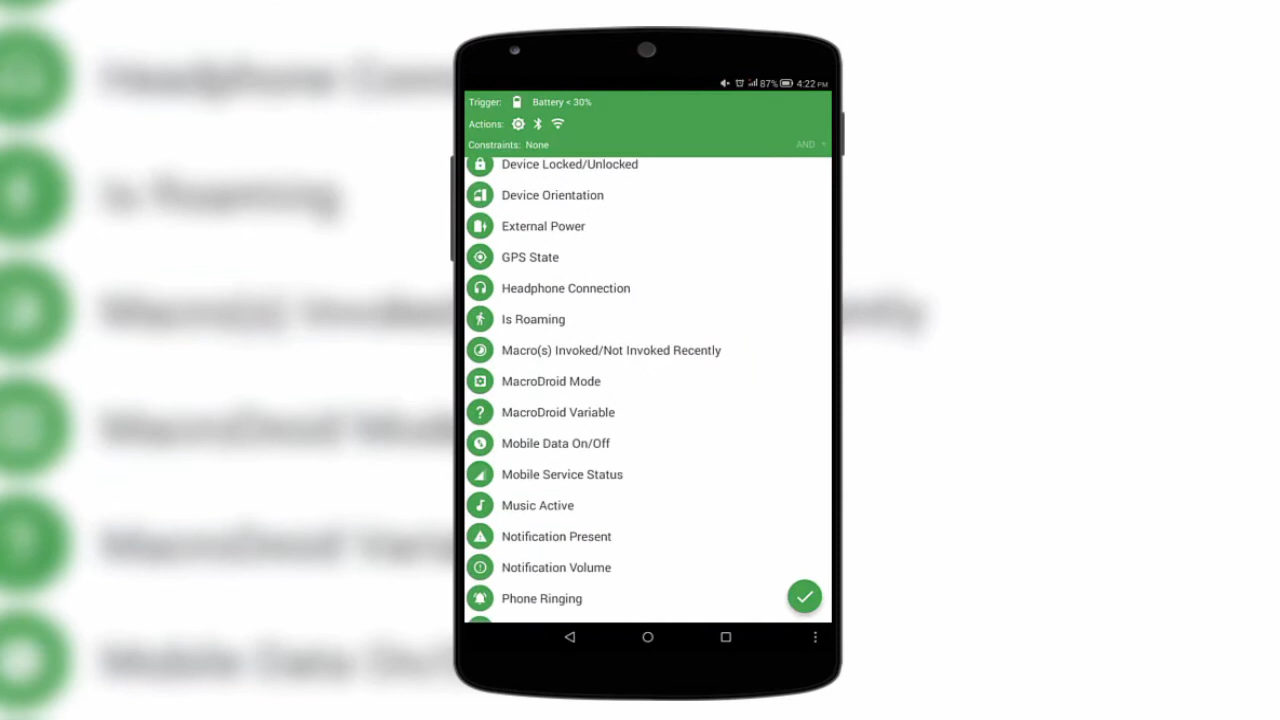 87% 4:22 PM
Trigger: Battery < 30%
Actions:
Constraints: None AND
Device Locked/Unlocked
Device Orientation
External Power
GPS State
Headphone Connection
Is Roaming
Macro(s) Invoked/Not Invoked Recently
MacroDroid Mode
MacroDroid Variable
Mobile Data On/Off
Mobile Service Status
Music Active
Notification Present
Notification Volume
Phone Ringing